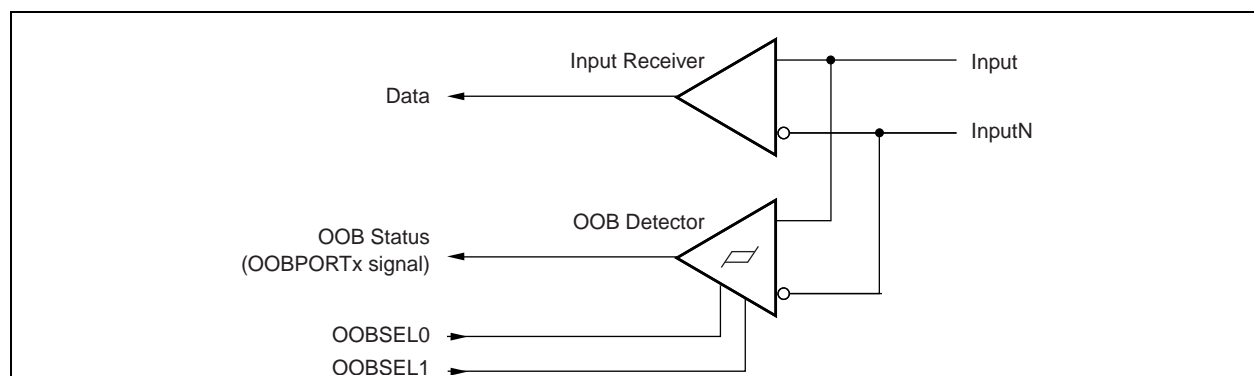 Input Receiver
Input
Data
InputN
OOB Detector
OOB Status
(OOBPORTx signal)
OOBSEL0
OOBSEL1